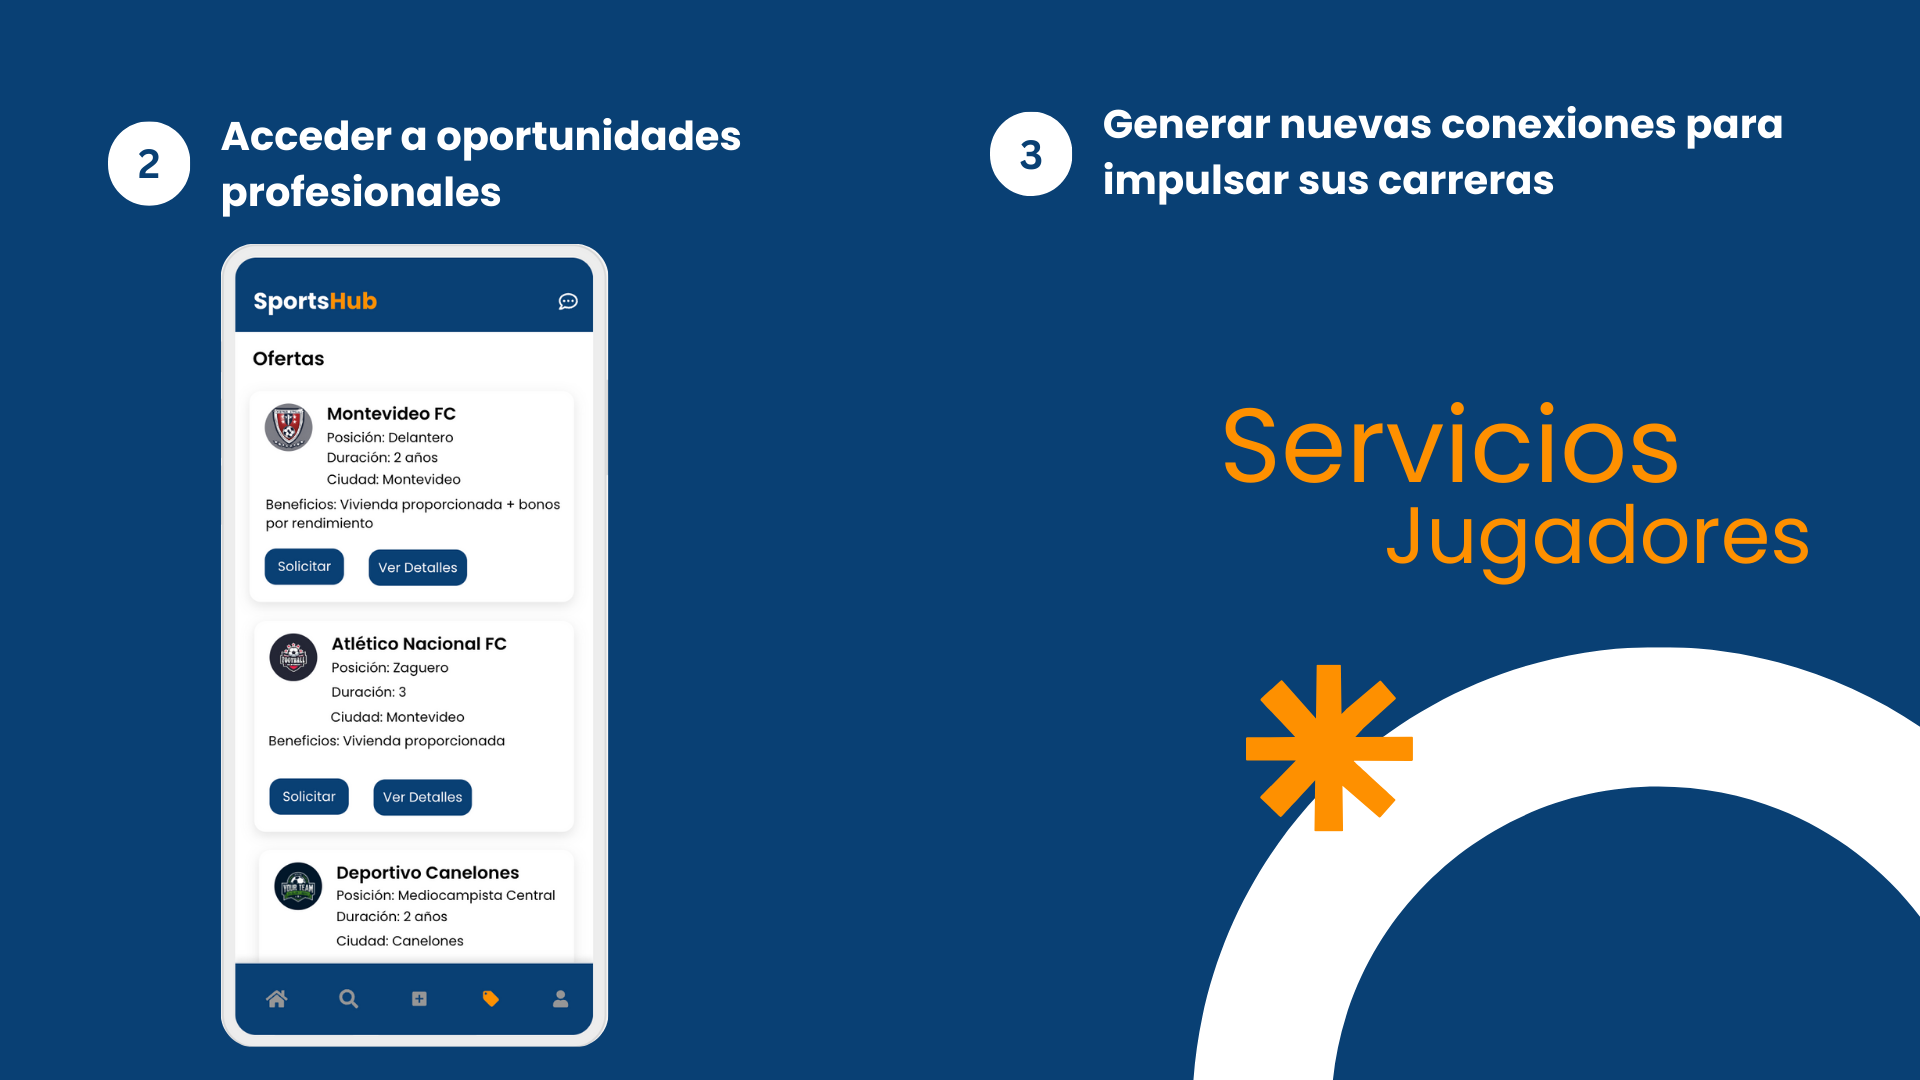 2
Acceder a oportunidades
profesionales
SportsHub
Ofertas
Montevideo FC
Posición: Delantero
Duración: 2 años
Ciudad: Montevideo
Beneficios: Vivienda proporcionada + bonos
por rendimiento
Solicitar
Ver Detalles
Atlético Nacional FC
Posición: Zaguero
Duración: 3
Ciudad: Montevideo
Beneficios: Vivienda proporcionada
Solicitar
Ver Detalles
FOOTBALL
Deportivo Canelones
Posición: Mediocampista Central
Duración: 2 años
Ciudad: Canelones
YOUR TEAM
3
Generar nuevas conexiones para
impulsar sus carreras
Servicios
Jugadores